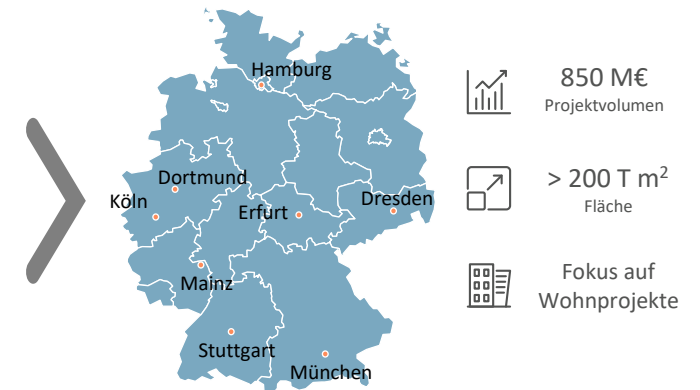 Hamburg
Dortmund
Köln
Erfurt
Dresden
Mainz
Stuttgart
München
850 M€
Projektvolumen
> 200 T m²
Fläche
Fokus auf
Wohnprojekte